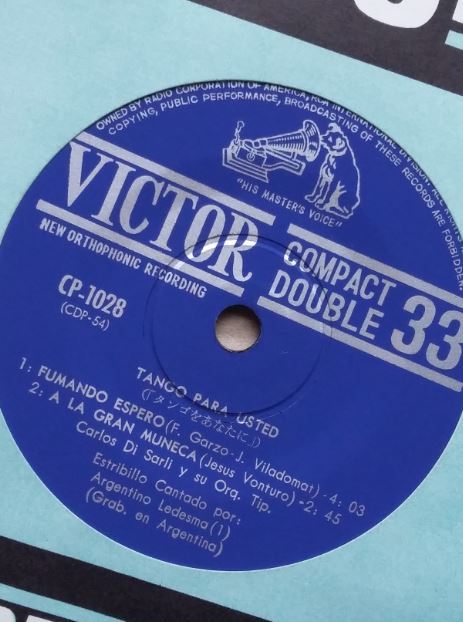 OWNED BY RADIO CORPORATION OF AMERICA, RCA INTERNATIONAL DIVISION. ALL
COPYING, PUBLIC PERFORMANCE, BROADCASTING OF THESE RECORDS ARE FORBIDDEN.
"HIS MASTER'S VOICE"
VICTOR
NEW ORTHOPHONIC RECORDING
COMPACT
DOUBLE 33
CP-1028
(CDP-54)
TANGO PARA USTED
(「タンゴをあなたに」)
1: FUMANDO ESPERO (F. Garzo-J. Viladomat)-4: 03
2: A LA GRAN MUNECA (Jesus Venturo)-2: 45
Carlos Di Sarli y su Orq. Tip.
Estribillo Cantado por:
Argentino Ledesma (1)
(Grab. en Argentina)